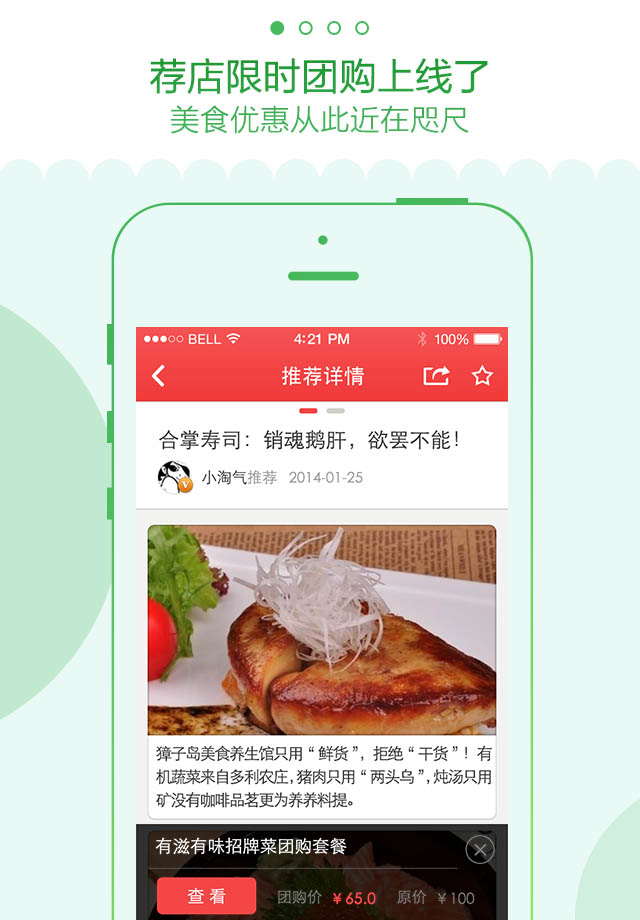 荐店限时团购上线了
美食优惠从此近在咫尺
BELL 4:21 PM 100%
推荐详情
合掌寿司：销魂鹅肝，欲罢不能！
小淘气推荐 2014-01-25
獐子岛美食养生馆只用“鲜货”，拒绝“干货”！有
机蔬菜来自多利农庄，猪肉只用“两头乌”，炖汤只用
矿没有咖啡品茗更为养养料提。
有滋有味招牌菜团购套餐
查看 团购价 ￥65.0 原价 ￥100